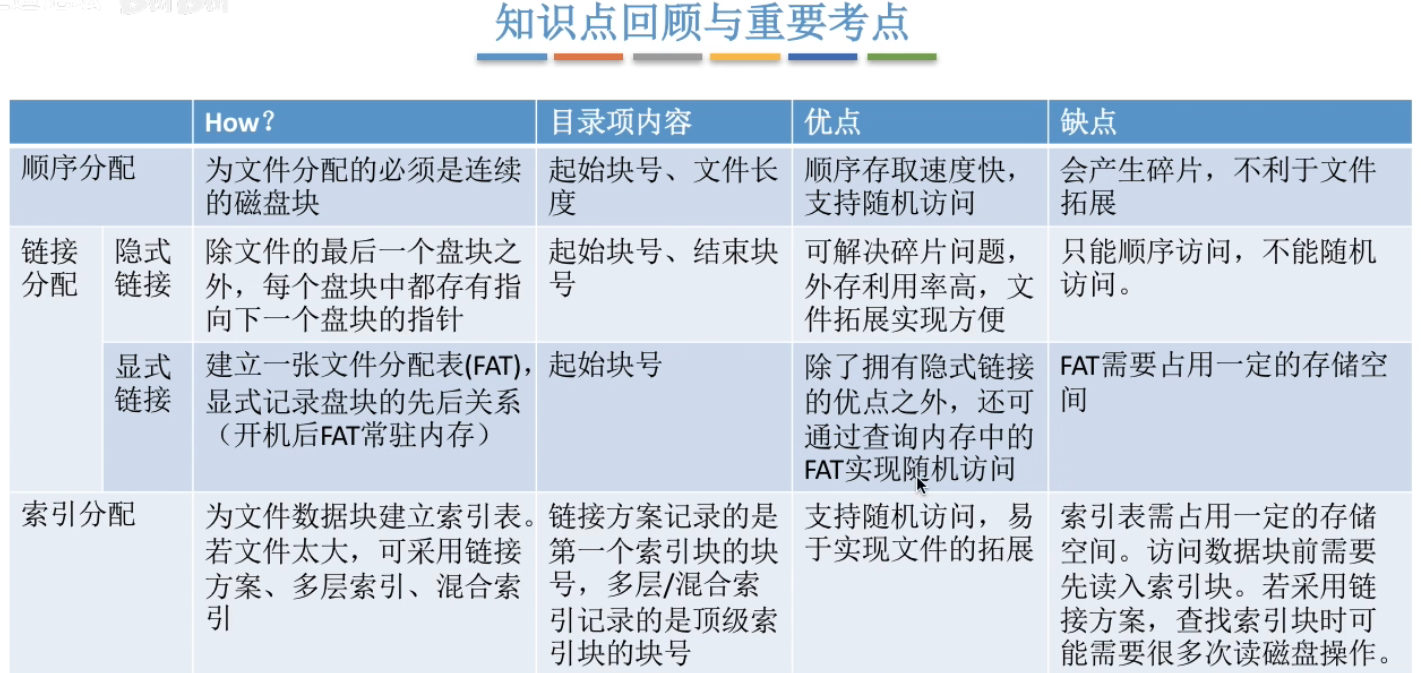 知识点回顾与重要考点
How？
目录项内容
优点
缺点
顺序分配
为文件分配的必须是连续
的磁盘块
起始块号、文件长
度
顺序存取速度快，
支持随机访问
会产生碎片，不利于文件
拓展
链接
分配
隐式
链接
除文件的最后一个盘块之
外，每个盘块中都存有指
向下一个盘块的指针
起始块号、结束块
号
可解决碎片问题，
外存利用率高，文
件拓展实现方便
只能顺序访问，不能随机
访问。
显式
链接
建立一张文件分配表(FAT)，
显式记录盘块的先后关系
（开机后FAT常驻内存）
起始块号
除了拥有隐式链接
的优点之外，还可
通过查询内存中的
FAT实现随机访问
FAT需要占用一定的存储空
间
索引分配
为文件数据块建立索引表。
若文件太大，可采用链接
方案、多层索引、混合索
引
链接方案记录的是
第一个索引块的块
号，多层/混合索
引记录的是顶级索
引块的块号
支持随机访问，易
于实现文件的拓展
索引表需占用一定的存储
空间。访问数据块前需要
先读入索引块。若采用链
接方案，查找索引块时可
能需要很多次读磁盘操作。